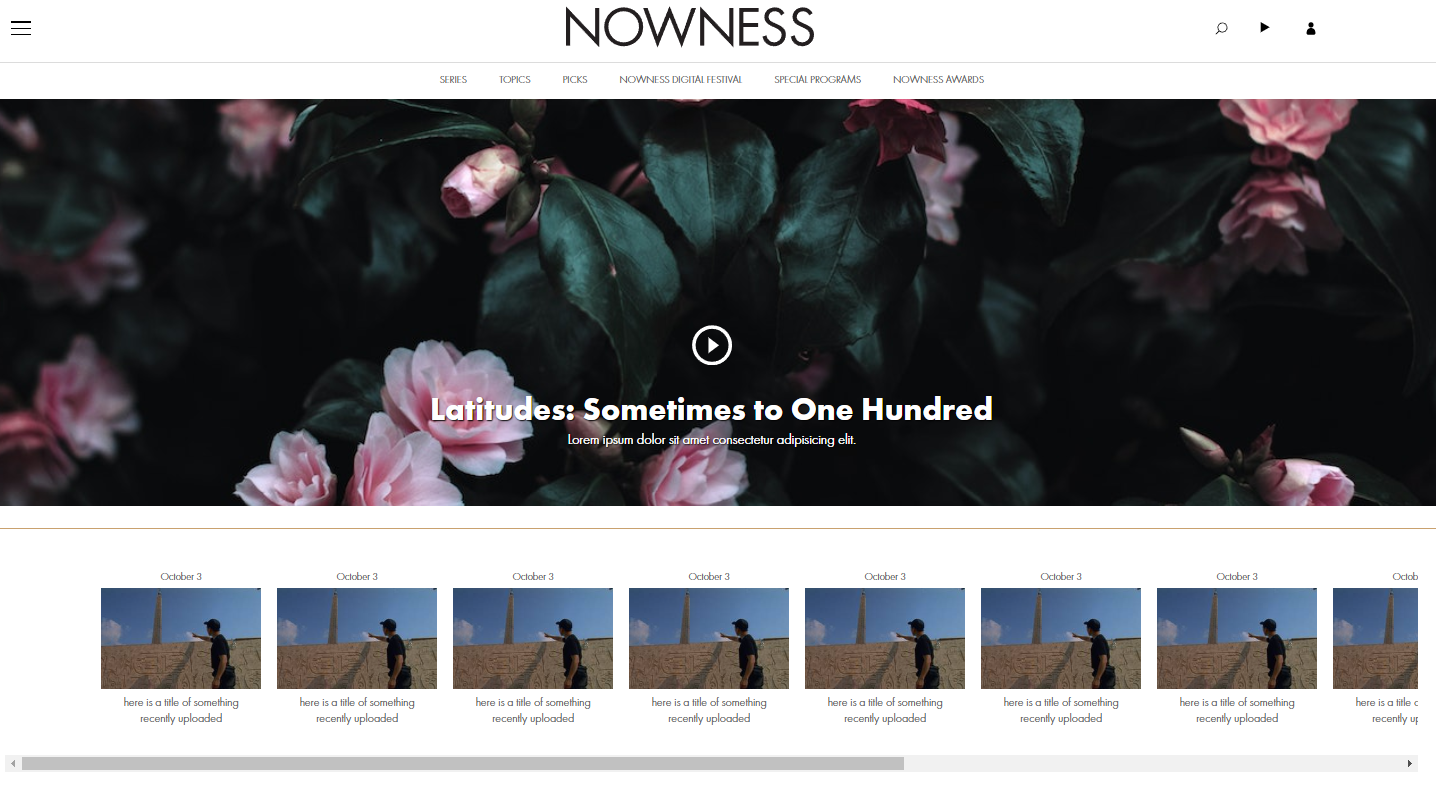 NOWNESS
SERIES TOPICS PICKS NOWNESS DIGITAL FESTIVAL SPECIAL PROGRAMS NOWNESS AWARDS
Latitudes: Sometimes to One Hundred
Lorem ipsum dolor sit amet consectetur adipisicing elit.
October 3
here is a title of something
recently uploaded
October 3
here is a title of something
recently uploaded
October 3
here is a title of something
recently uploaded
October 3
here is a title of something
recently uploaded
October 3
here is a title of something
recently uploaded
October 3
here is a title of something
recently uploaded
October 3
here is a title of something
recently uploaded
Octob
here is a title
recently up